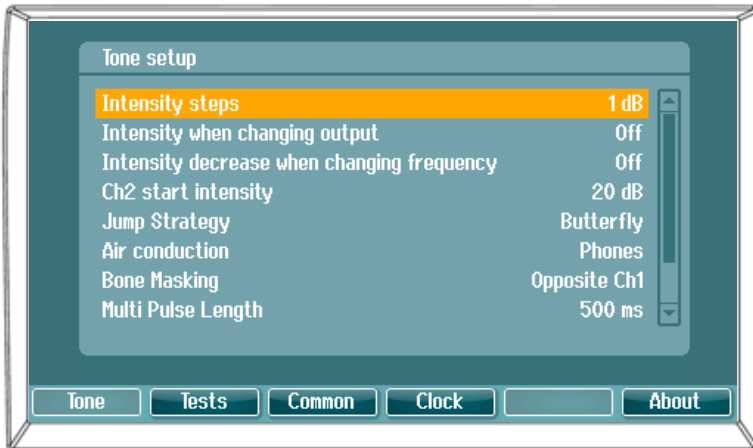 Tone setup
Intensity steps 1 dB
Intensity when changing output Off
Intensity decrease when changing frequency Off
Ch2 start intensity 20 dB
Jump Strategy Butterfly
Air conduction Phones
Bone Masking Opposite Ch1
Multi Pulse Length 500 ms
Tone Tests Common Clock About